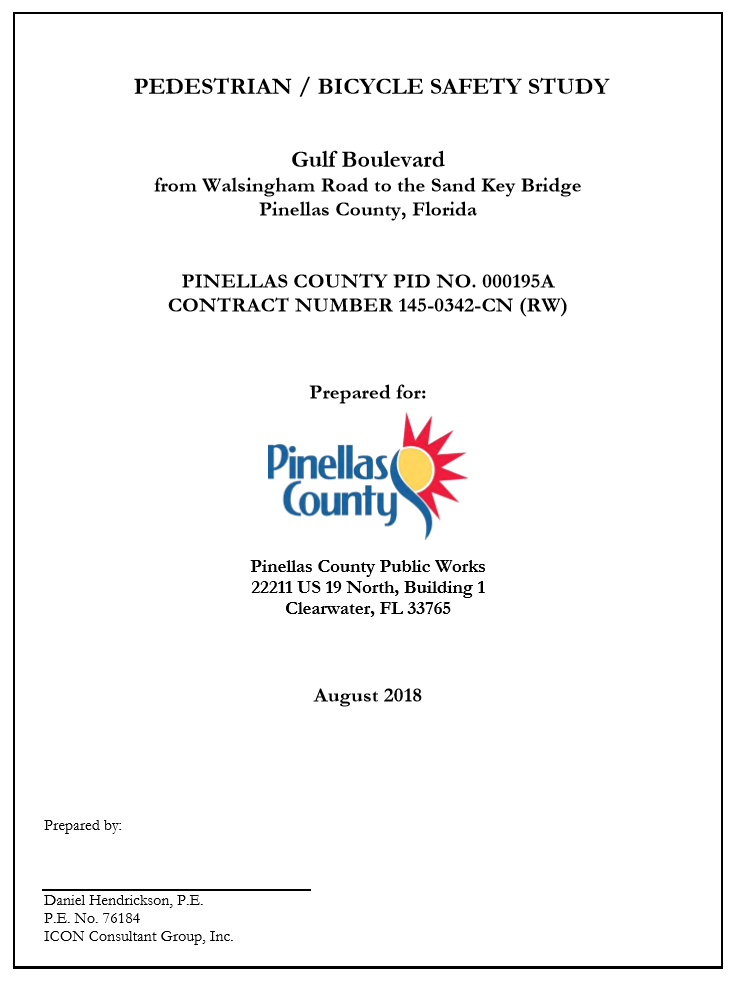 PEDESTRIAN / BICYCLE SAFETY STUDY
Gulf Boulevard
from Walsingham Road to the Sand Key Bridge
Pinellas County, Florida
PINELLAS COUNTY PID NO. 000195A
CONTRACT NUMBER 145-0342-CN (RW)
Prepared for:
Pinellas
County
Pinellas County Public Works
22211 US 19 North, Building 1
Clearwater, FL 33765
August 2018
Prepared by:
Daniel Hendrickson, P.E.
P.E. No. 76184
ICON Consultant Group, Inc.